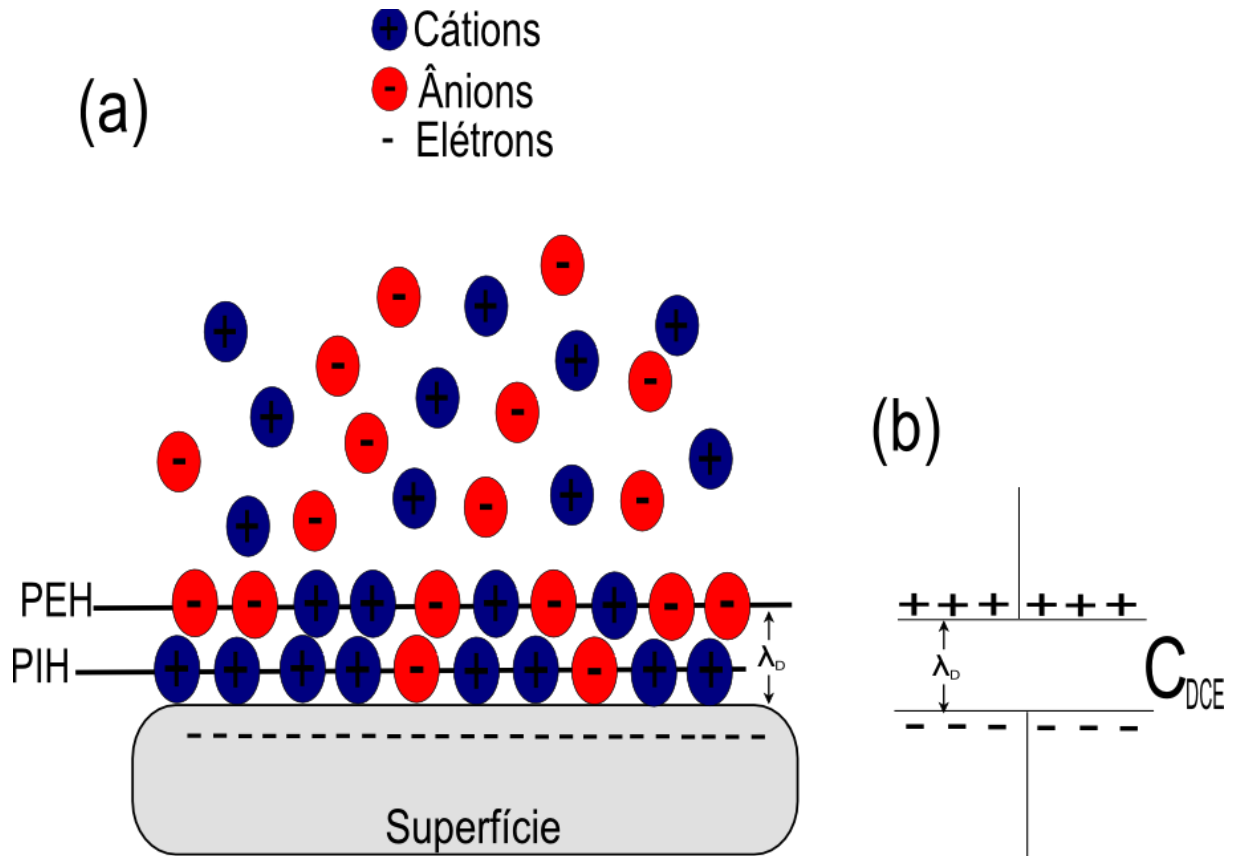 Cátions
Ânions
- Elétrons
(a)
(b)
PEH
λD
PIH
λD
CDCE
Superfície